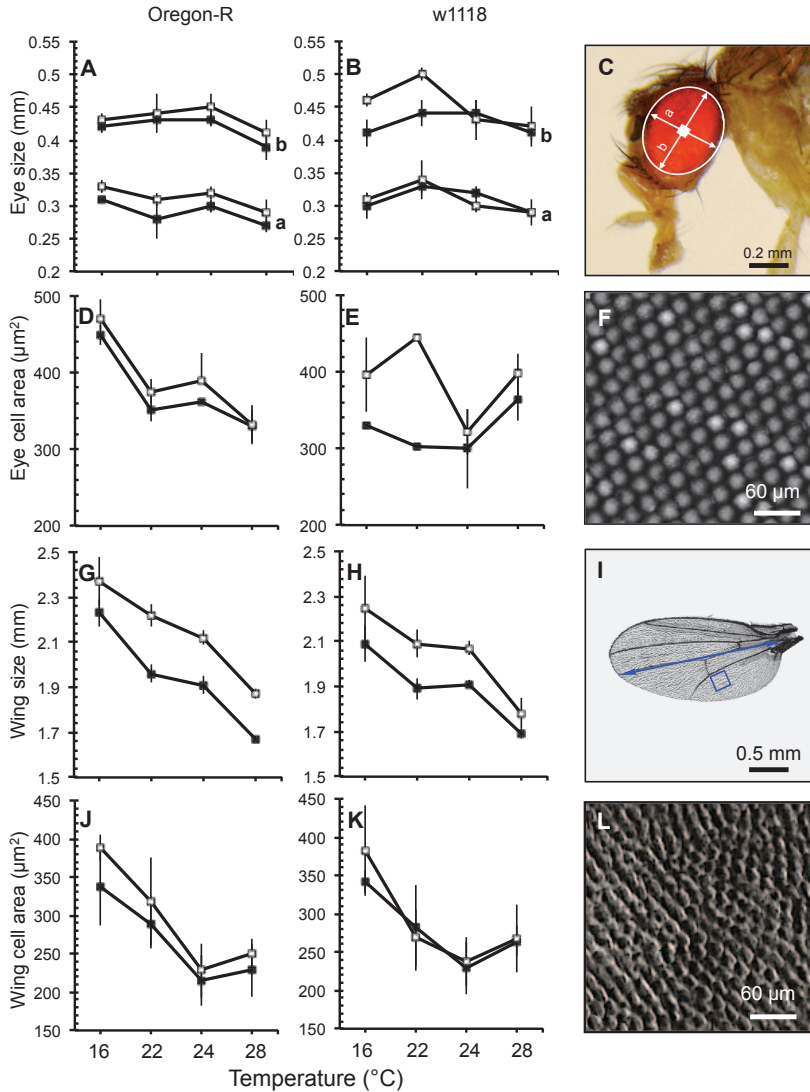 Oregon-R
w1118
Eye size (mm)
0.55
0.5
0.45
0.4
0.35
0.3
0.25
0.2
A
b
a
0.55
0.5
0.45
0.4
0.35
0.3
0.25
0.2
B
b
a
C
a
b
0.2 mm
Eye cell area (µm²)
500
400
300
200
D
500
400
300
200
E
F
60 µm
Wing size (mm)
2.5
2.3
2.1
1.9
1.7
1.5
G
2.5
2.3
2.1
1.9
1.7
1.5
H
I
0.5 mm
Wing cell area (µm²)
450
400
350
300
250
200
150
J
16 22 24 28
450
400
350
300
250
200
150
K
16 22 24 28
L
60 µm
Temperature (°C)